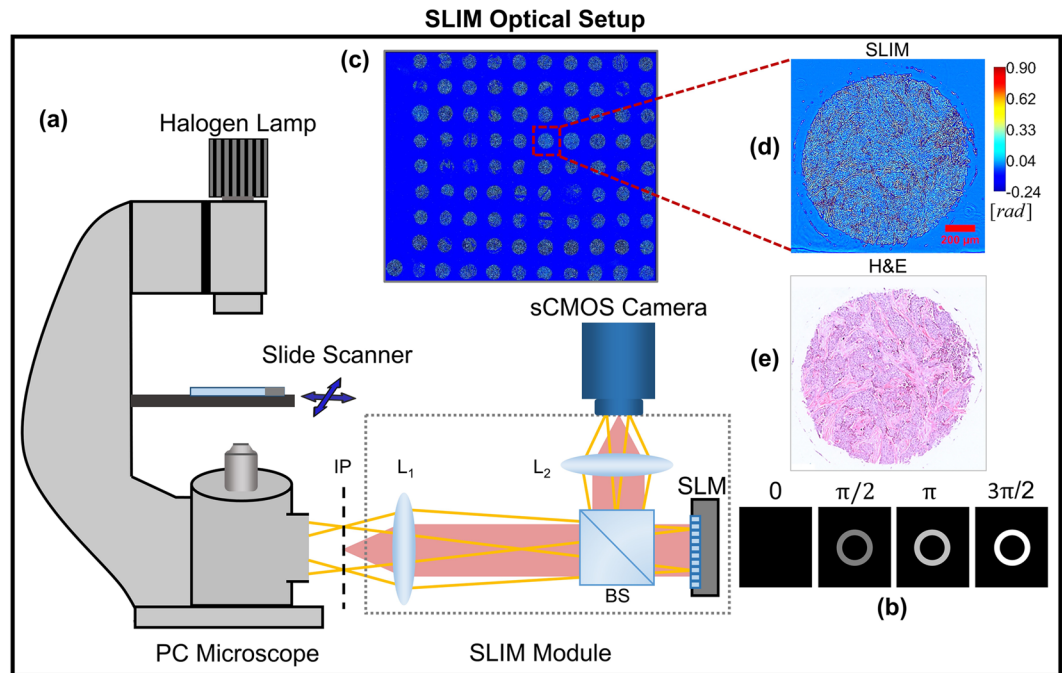 SLIM Optical Setup
(a)
Halogen Lamp
(c)
SLIM
(d)
0.90
0.62
0.33
0.04
-0.24
[rad]
200 μm
H&E
(e)
sCMOS Camera
Slide Scanner
IP
L1
L2
SLM
BS
0
π/2
π
3π/2
(b)
PC Microscope
SLIM Module